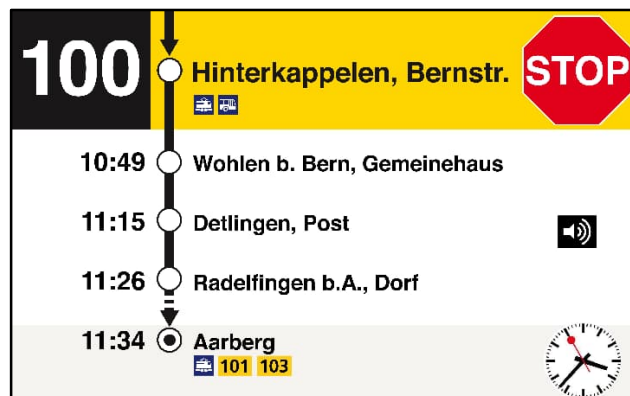 100
Hinterkappelen, Bernstr.
STOP
10:49 Wohlen b. Bern, Gemeinehaus
11:15 Detlingen, Post
11:26 Radelfingen b.A., Dorf
11:34 Aarberg
101 103